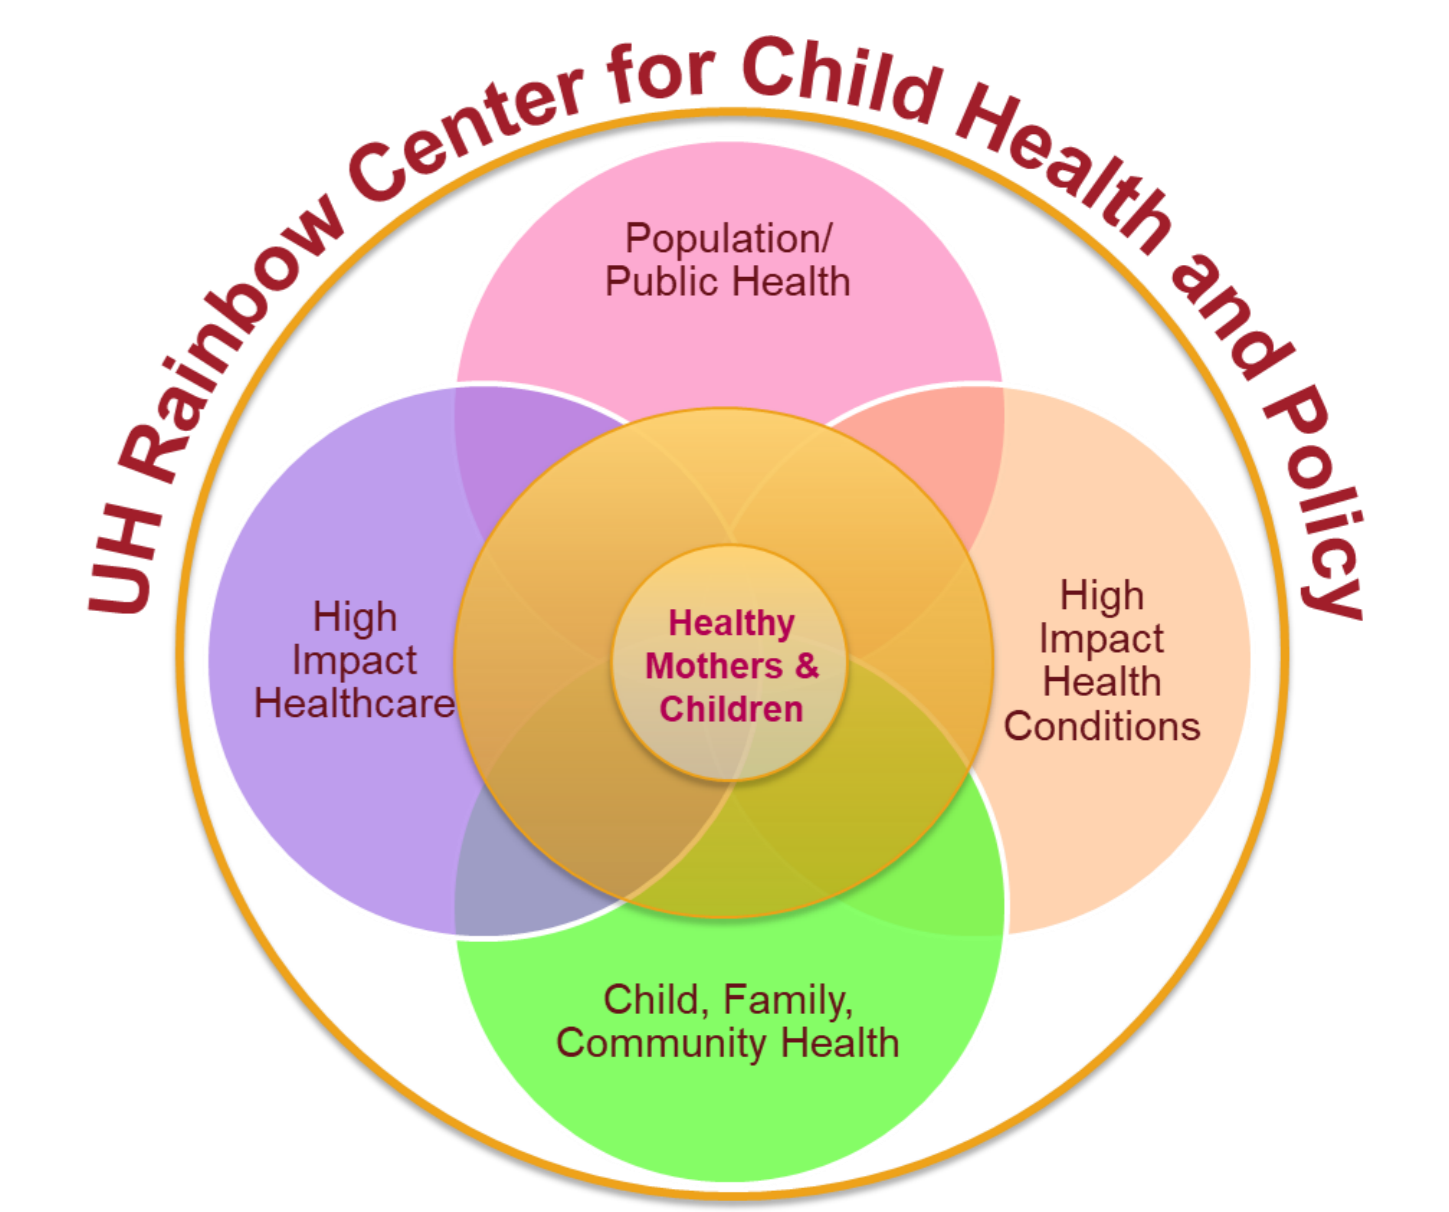 UH Rainbow Center for Child Health and Policy
Population/
Public Health
High
Impact
Healthcare
Healthy
Mothers &
Children
High
Impact
Health
Conditions
Child, Family,
Community Health